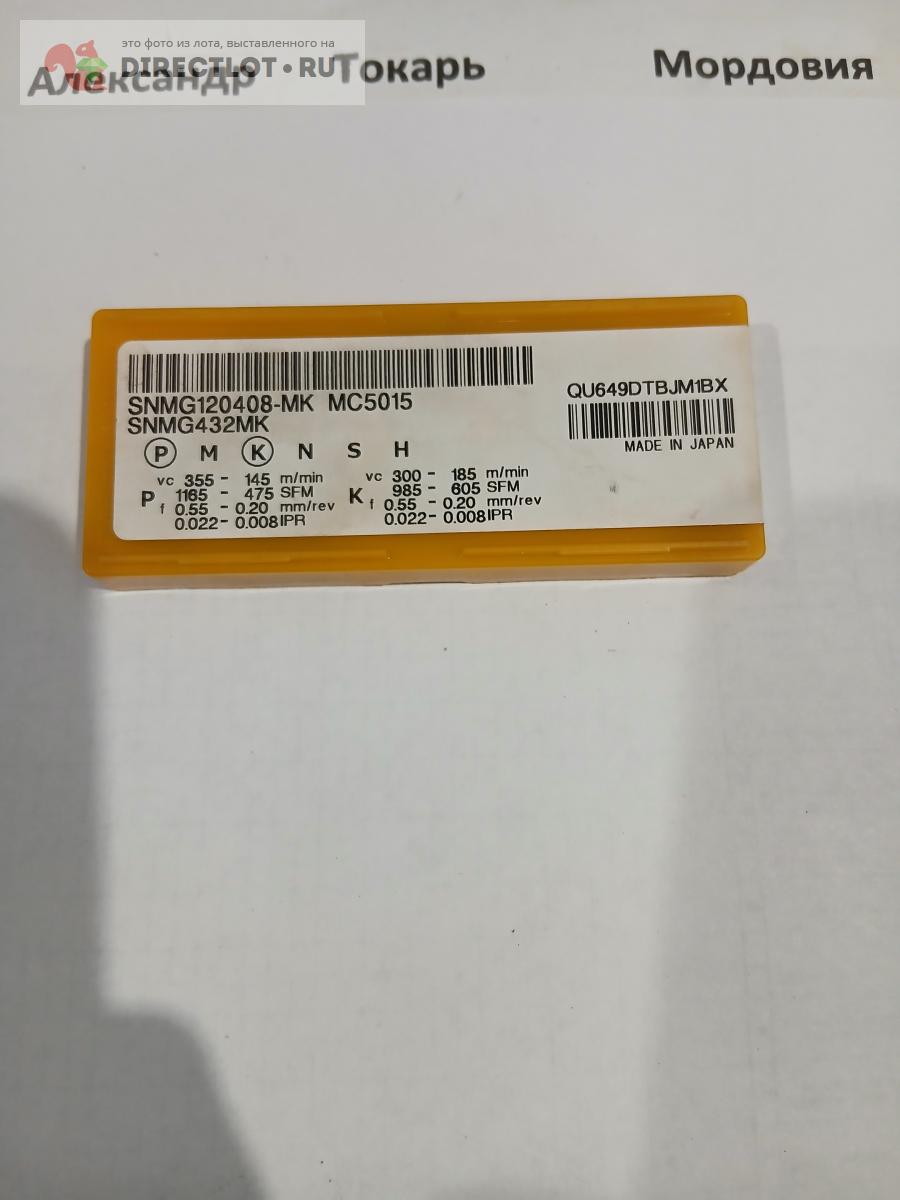 это фото из лота, выставленного на
DIRECTLOT•RU
Александр Токарь Мордовия
SNMG120408-MK MC5015
SNMG432MK
QU649DTBJM1BX
MADE IN JAPAN
P M K N S H
P vc 355 - 145 m/min
1165 - 475 SFM
f 0.55 - 0.20 mm/rev
0.022 - 0.008 IPR
K vc 300 - 185 m/min
985 - 605 SFM
f 0.55 - 0.20 mm/rev
0.022 - 0.008 IPR